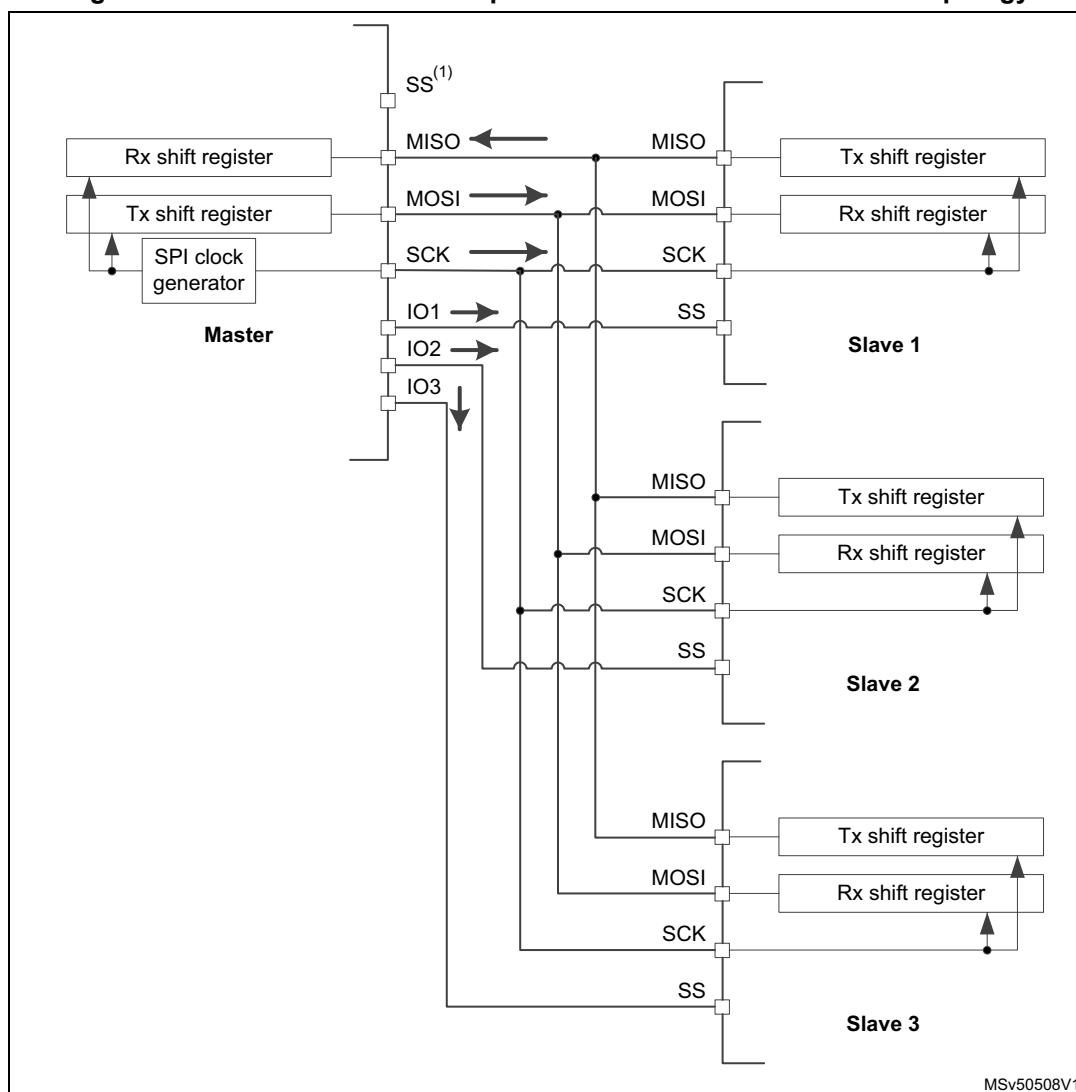 SS(1)
MISO
MISO
Rx shift register
Tx shift register
MOSI
MOSI
Tx shift register
Rx shift register
SCK
SCK
SPI clock
generator
IO1
SS
Master
Slave 1
IO2
IO3
MISO
Tx shift register
MOSI
Rx shift register
SCK
SS
Slave 2
MISO
Tx shift register
MOSI
Rx shift register
SCK
SS
Slave 3
MSv50508V1